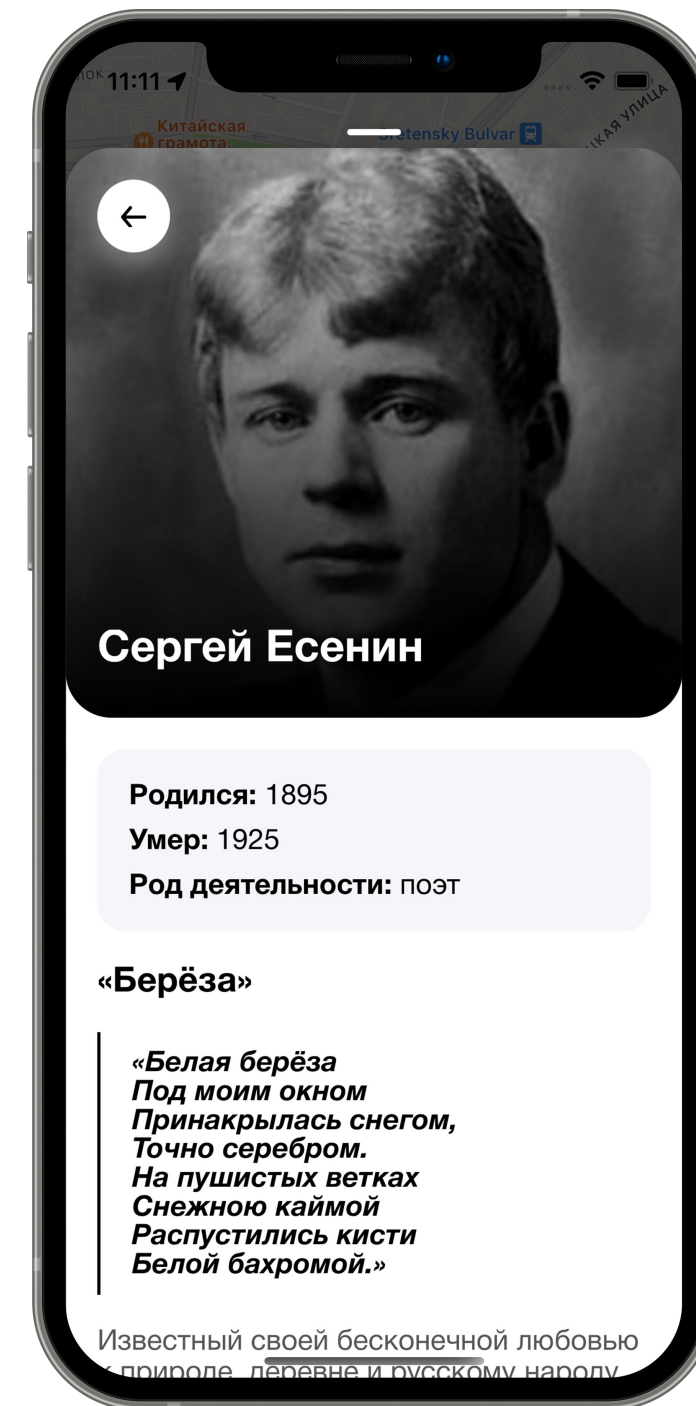 11:11
Китайская
грамота
Sretensky Bulvar
ЦКАЯ УЛИЦА
Сергей Есенин
Родился: 1895
Умер: 1925
Род деятельности: поэт
«Берёза»
«Белая берёза
Под моим окном
Принакрылась снегом,
Точно серебром.
На пушистых ветках
Снежною каймой
Распустились кисти
Белой бахромой.»
Известный своей бесконечной любовью
к природе, деревне и русскому народу